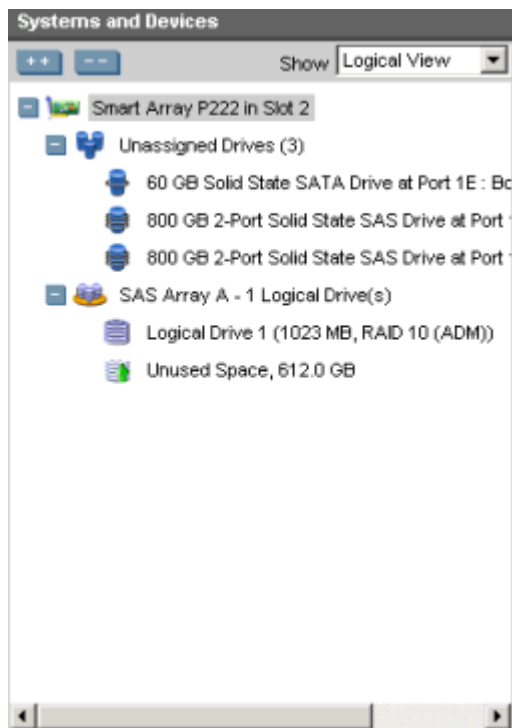 Systems and Devices
++ -- Show Logical View
Smart Array P222 in Slot 2
Unassigned Drives (3)
60 GB Solid State SATA Drive at Port 1E : Bo
800 GB 2-Port Solid State SAS Drive at Port
800 GB 2-Port Solid State SAS Drive at Port
SAS Array A - 1 Logical Drive(s)
Logical Drive 1 (1023 MB, RAID 10 (ADM))
Unused Space, 612.0 GB